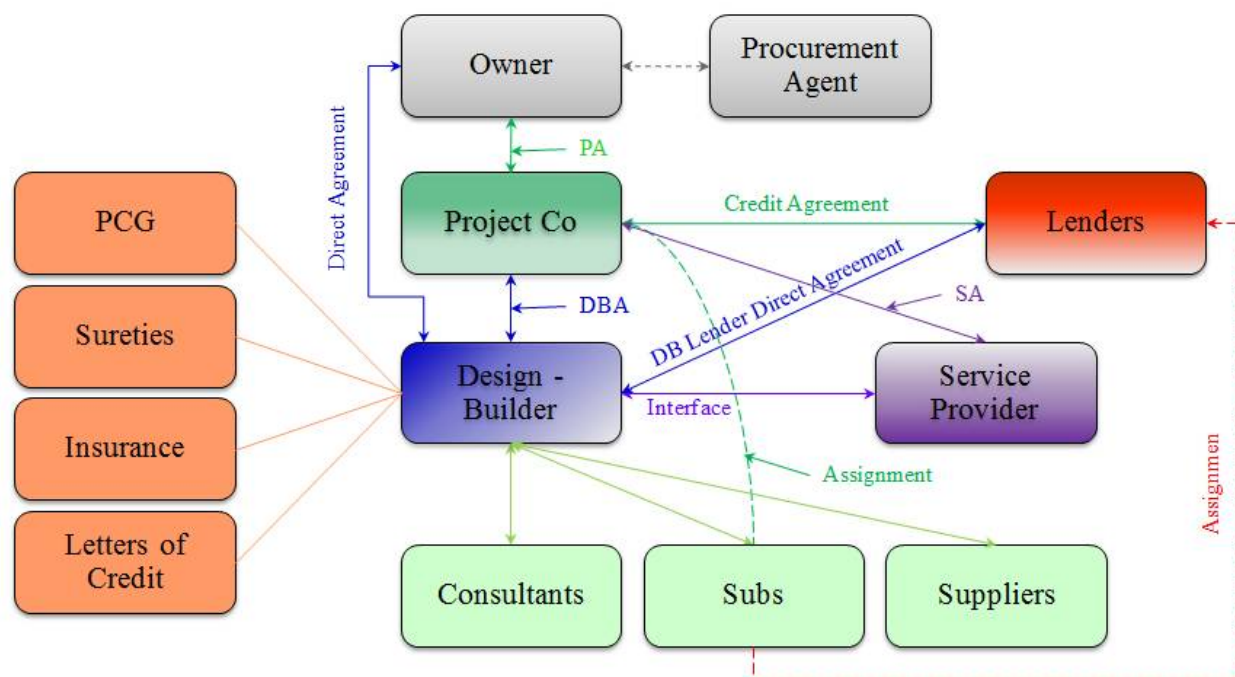 Owner
Procurement
Agent
Direct Agreement
PA
PCG
Project Co
Credit Agreement
Lenders
Sureties
DBA
DB Lender Direct Agreement
SA
Design -
Builder
Interface
Service
Provider
Insurance
Assignment
Assignmen
Letters of
Credit
Consultants
Subs
Suppliers